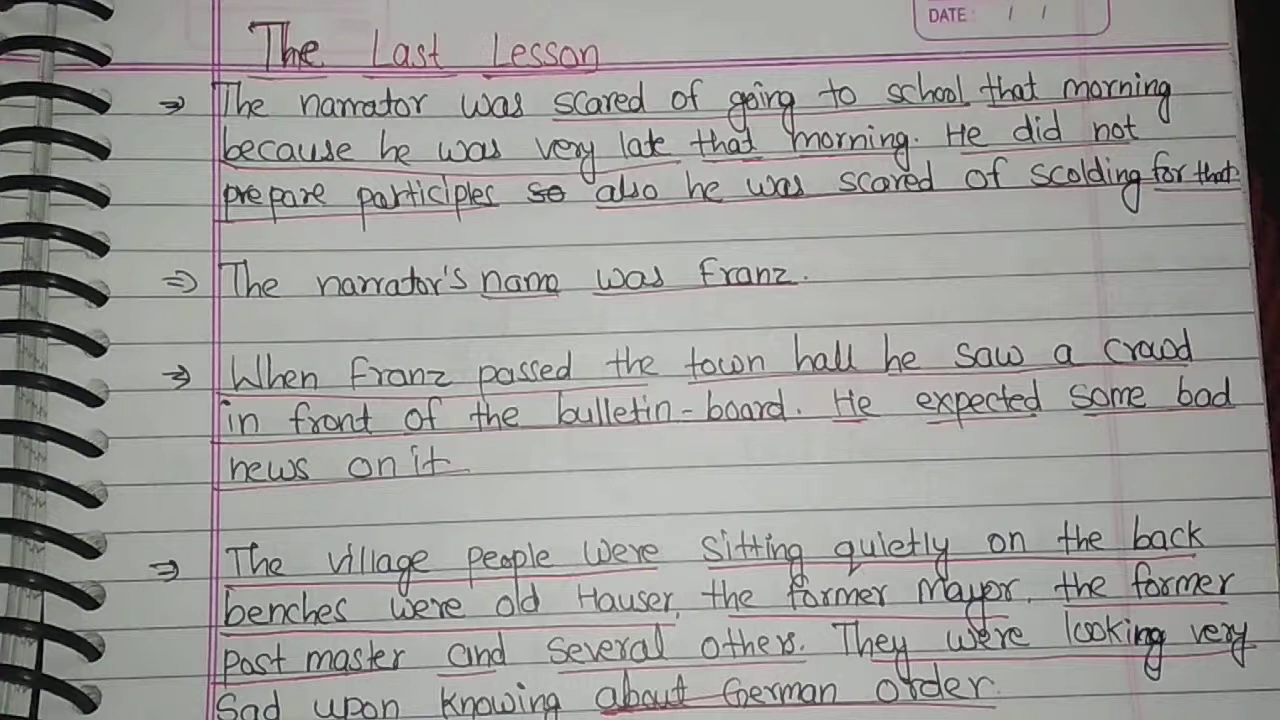 DATE: / /
The Last Lesson
⇒ The narrator was scared of going to school that morning
because he was very late that morning. He did not
prepare participles so also he was scared of scolding for that.
⇒ The narrator's name was Franz.
⇒ When Franz passed the town hall he saw a crowd
in front of the bulletin-board. He expected some bad
news on it
⇒ The village people were sitting quietly on the back
benches were old Hauser, the former Mayor, the former
Post master and several others. They were looking very
Sad upon knowing about German order.